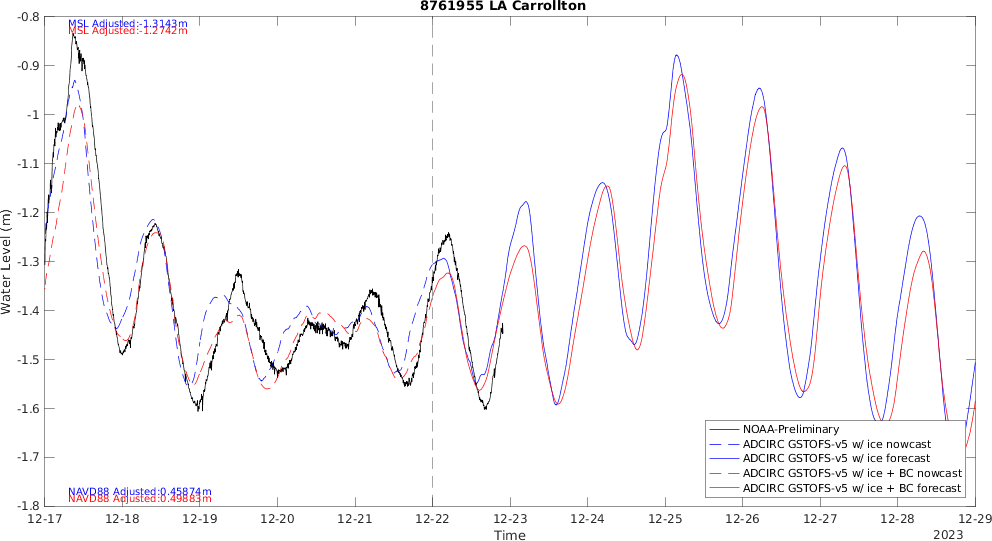 8761955 LA Carrollton
MSL Adjusted:-1.3143m
MSL Adjusted:-1.2742m
-0.8
-0.9
-1
-1.1
-1.2
-1.3
-1.4
-1.5
-1.6
-1.7
-1.8
Water Level (m)
NOAA-Preliminary
ADCIRC GSTOFS-v5 w/ ice nowcast
ADCIRC GSTOFS-v5 w/ ice forecast
ADCIRC GSTOFS-v5 w/ ice + BC nowcast
ADCIRC GSTOFS-v5 w/ ice + BC forecast
NAVD88 Adjusted:0.45874m
NAVD88 Adjusted:0.49883m
12-17 12-18 12-19 12-20 12-21 12-22 12-23 12-24 12-25 12-26 12-27 12-28 12-29
Time
2023